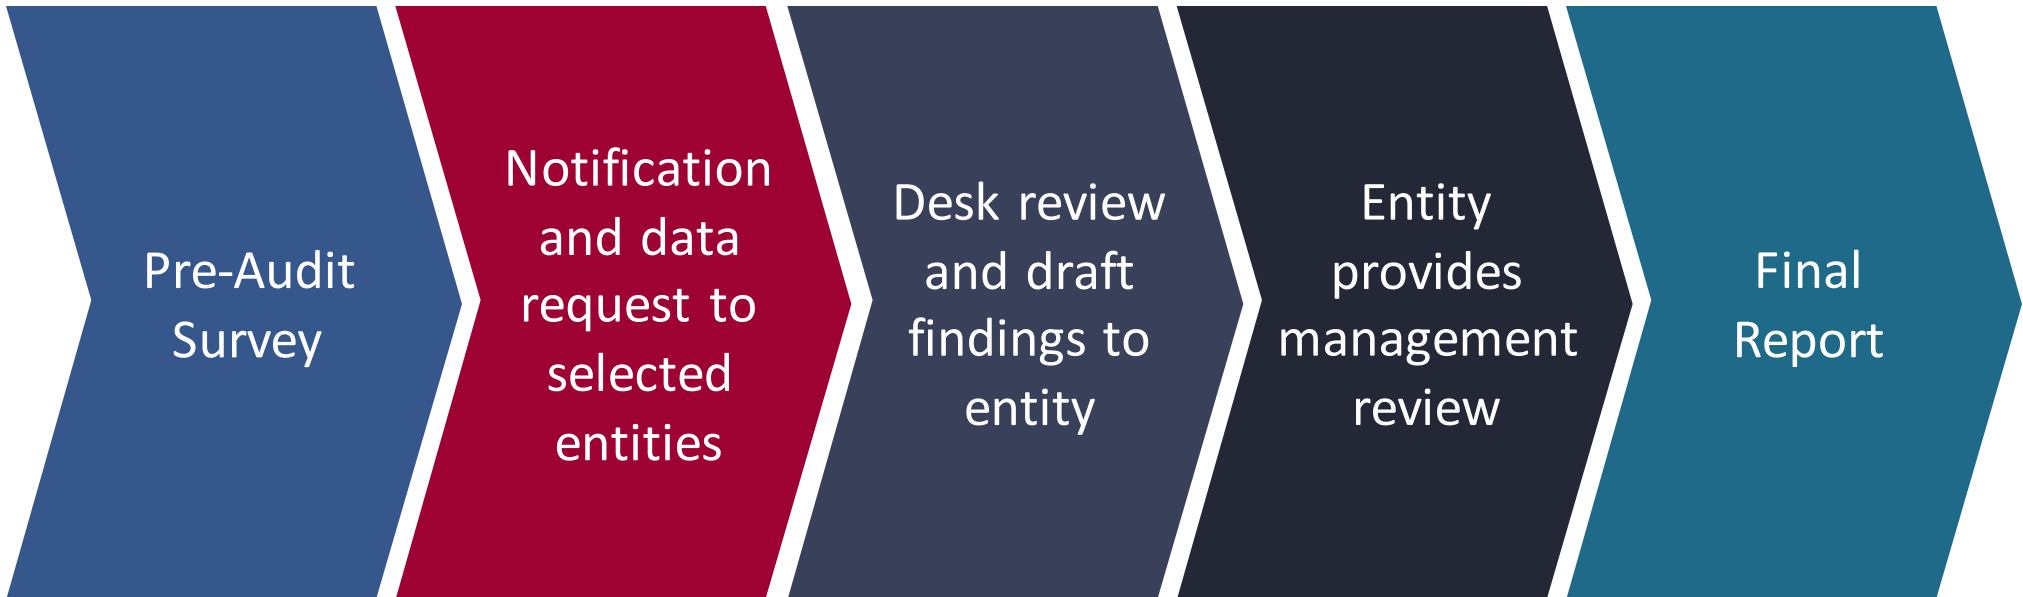 Pre-Audit
Survey
Notification
and data
request to
selected
entities
Desk review
and draft
findings to
entity
Entity
provides
management
review
Final
Report